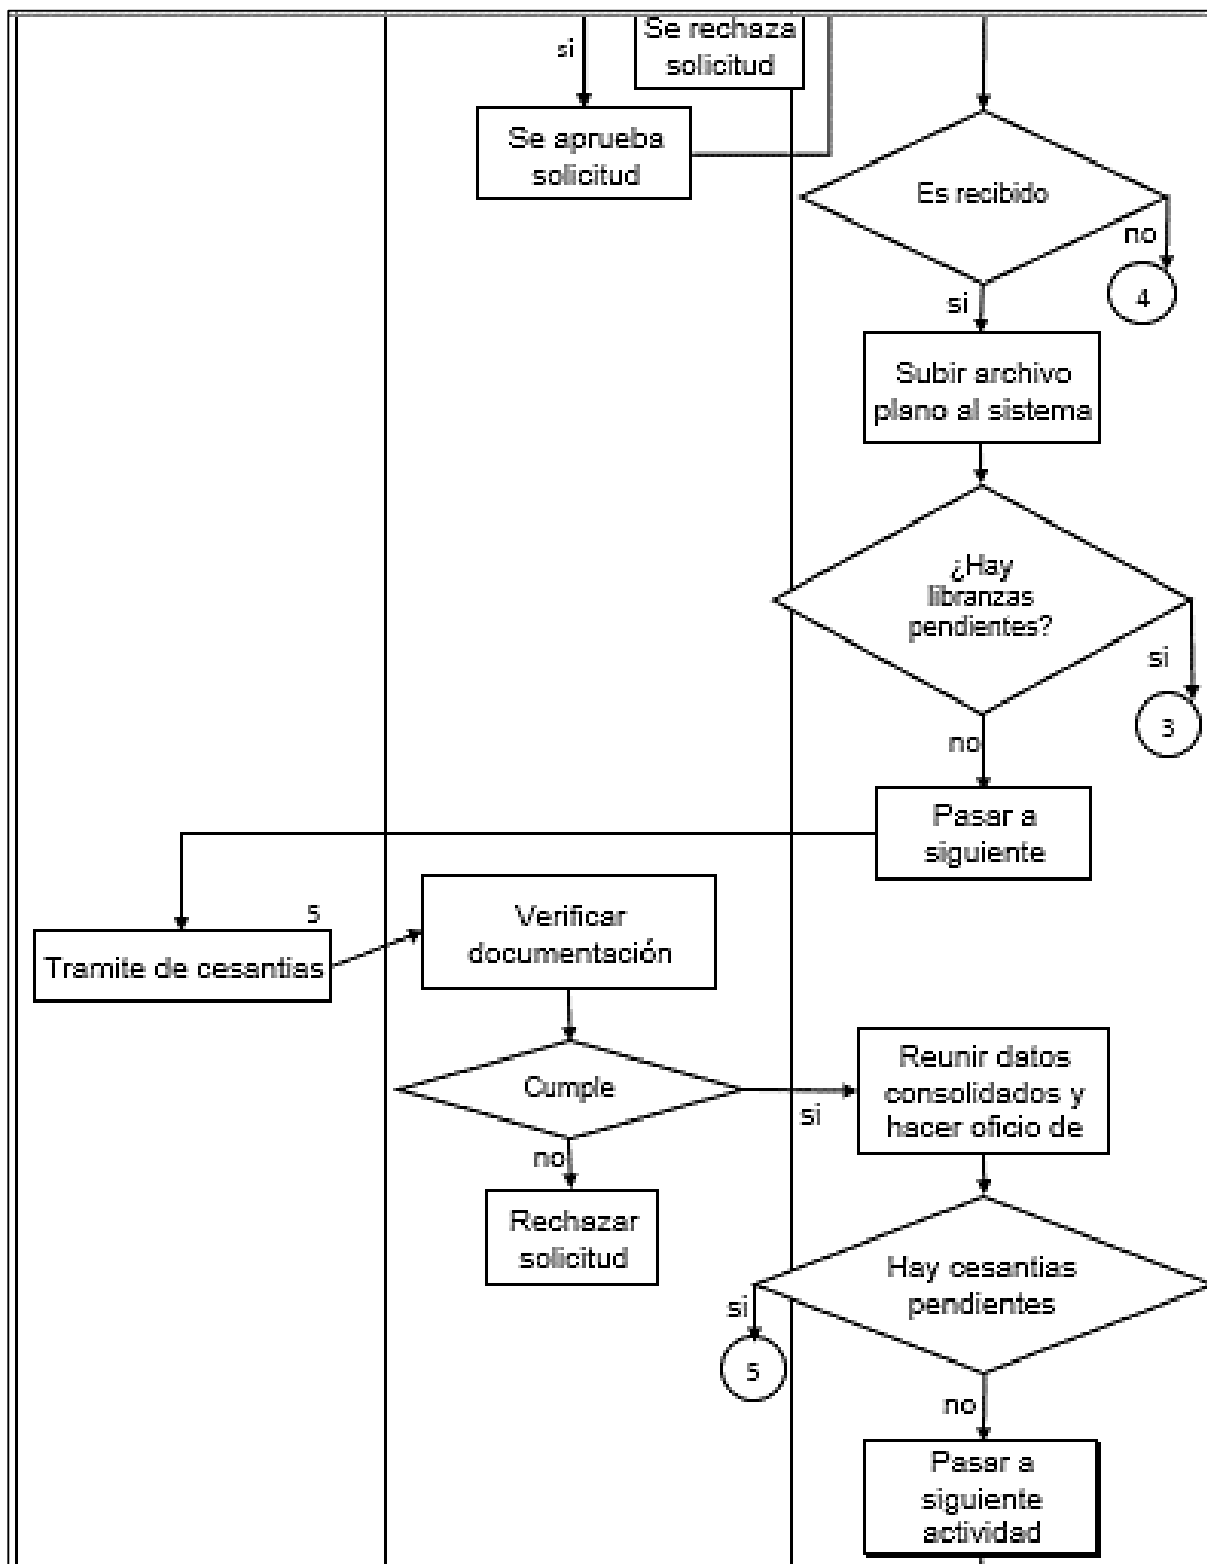 Se rechaza
solicitud
si
Se aprueba
solicitud
Es recibido
no
4
si
Subir archivo
plano al sistema
¿Hay
libranzas
pendientes?
si
3
no
Pasar a
siguiente
5
Tramite de cesantias
Verificar
documentación
Cumple
si
no
Rechazar
solicitud
Reunir datos
consolidados y
hacer oficio de
Hay cesantias
pendientes
si
5
no
Pasar a
siguiente
actividad